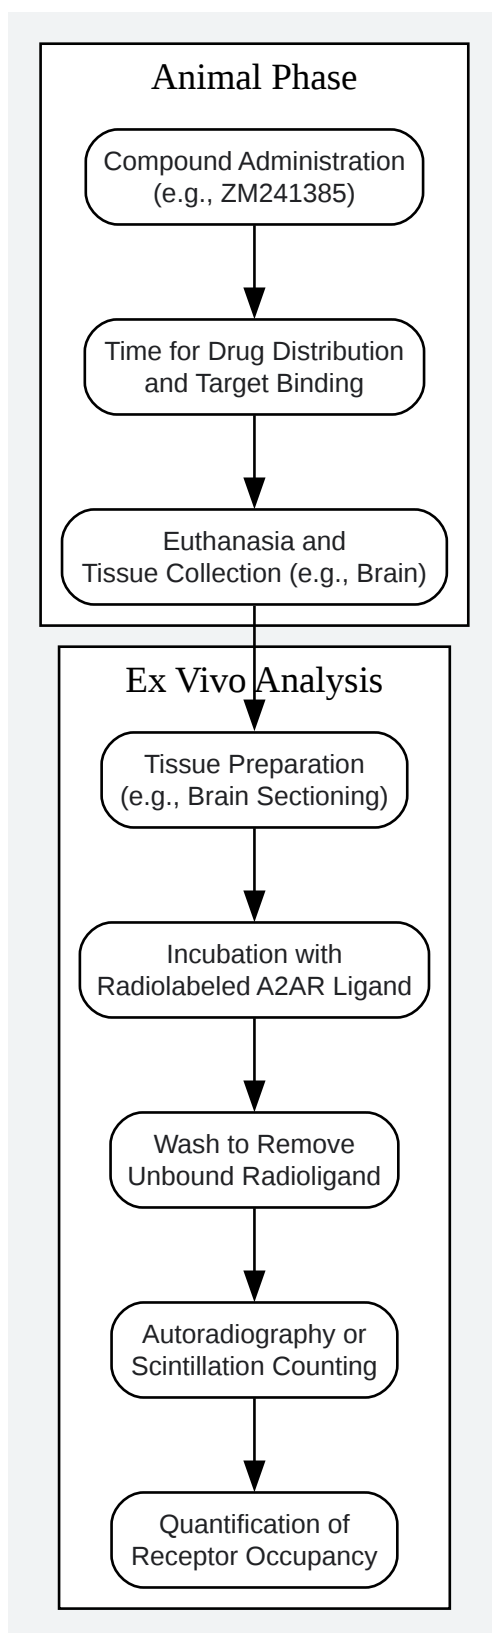 Animal Phase
Compound Administration
(e.g., ZM241385)
Time for Drug Distribution
and Target Binding
Euthanasia and
Tissue Collection (e.g., Brain)
Ex Vivo Analysis
Tissue Preparation
(e.g., Brain Sectioning)
Incubation with
Radiolabeled A2AR Ligand
Wash to Remove
Unbound Radioligand
Autoradiography or
Scintillation Counting
Quantification of
Receptor Occupancy